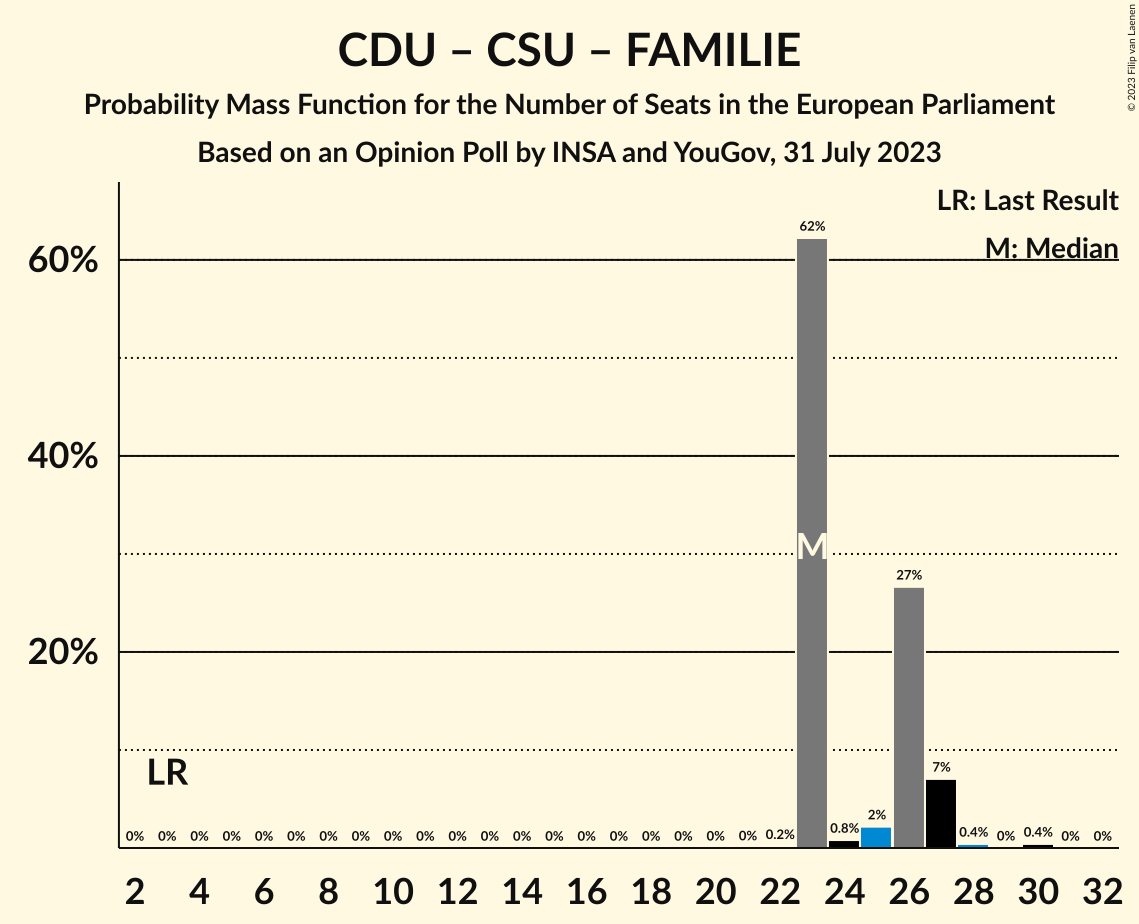 CDU – CSU – FAMILIE
Probability Mass Function for the Number of Seats in the European Parliament
Based on an Opinion Poll by INSA and YouGov, 31 July 2023
© 2023 Filip van Laenen
LR: Last Result
M: Median
60%
40%
20%
62%
M
27%
7%
LR
0% 0% 0% 0% 0% 0% 0% 0% 0% 0% 0% 0% 0% 0% 0% 0% 0% 0% 0% 0% 0.2% 0.8% 2% 0.4% 0% 0.4% 0% 0%
2 4 6 8 10 12 14 16 18 20 22 24 26 28 30 32